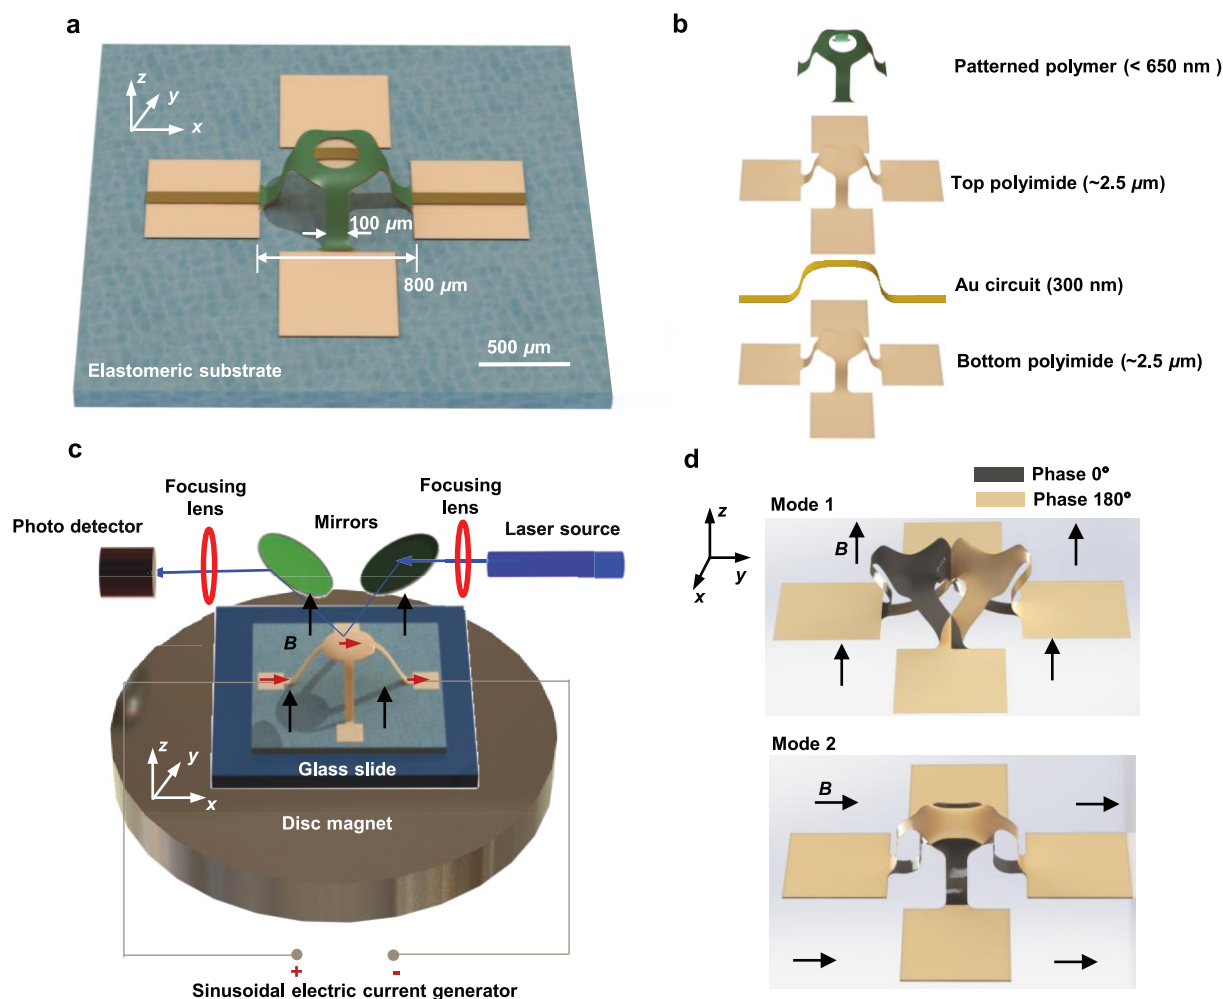 a
z
y
x
100 µm
800 µm
500 µm
Elastomeric substrate
b
Patterned polymer (< 650 nm )
Top polyimide (~2.5 µm)
Au circuit (300 nm)
Bottom polyimide (~2.5 µm)
c
Focusing
lens
Focusing
lens
Photo detector
Mirrors
Laser source
B
z
y
x
Glass slide
Disc magnet
+
-
Sinusoidal electric current generator
d
Phase 0°
Phase 180°
Mode 1
z
y
x
B
Mode 2
B